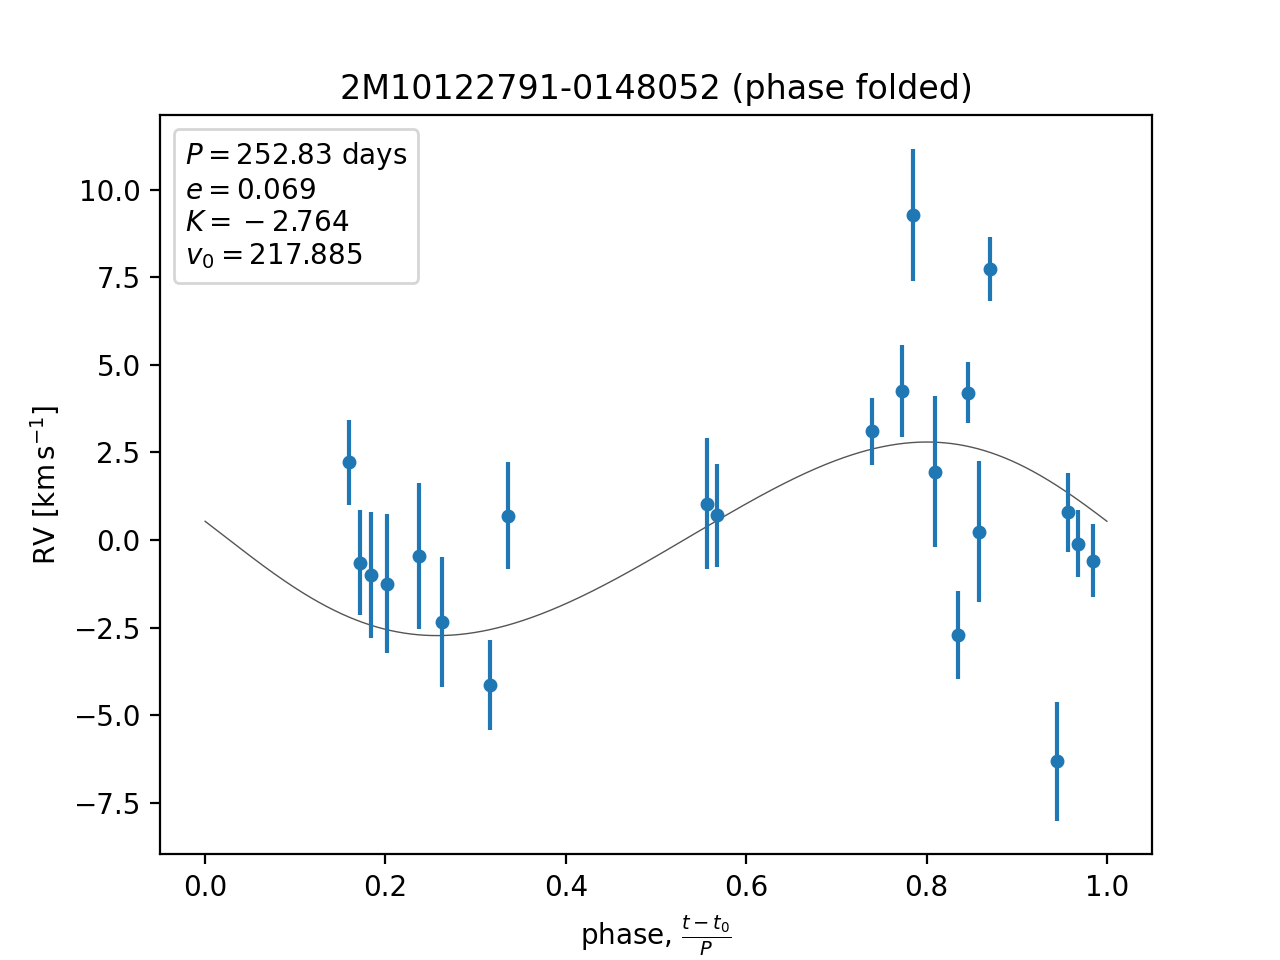 2M10122791-0148052 (phase folded)
P = 252.83 days
e = 0.069
K = −2.764
v₀ = 217.885
10.0
7.5
5.0
2.5
0.0
−2.5
−5.0
−7.5
RV [km s⁻¹]
0.0 0.2 0.4 0.6 0.8 1.0
phase, (t − t₀)/P